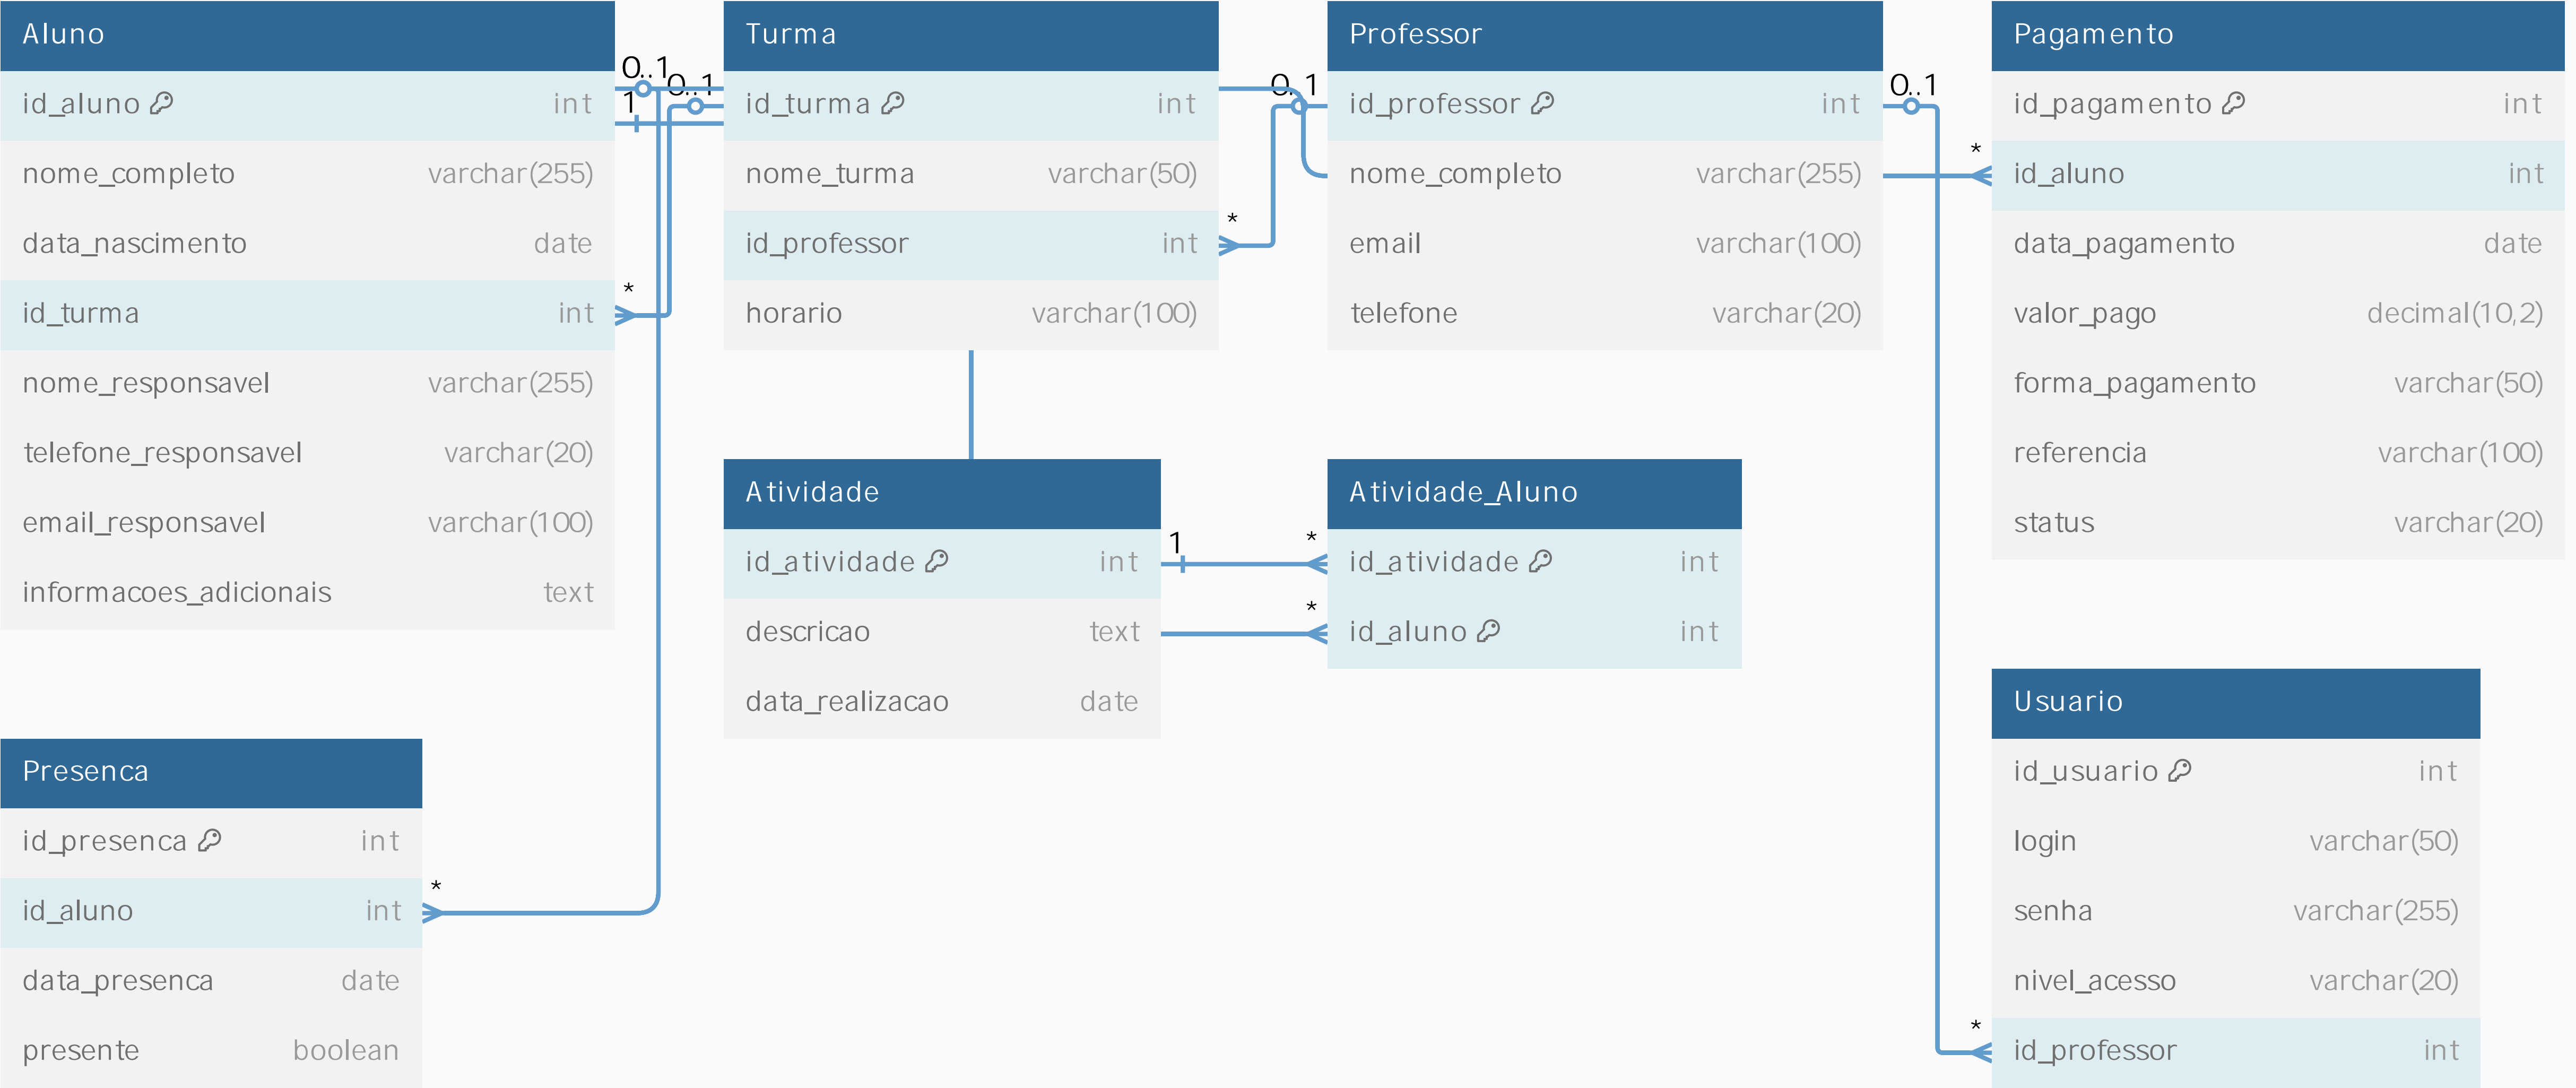 Aluno
id_aluno int
nome_completo varchar(255)
data_nascimento date
id_turma int
nome_responsavel varchar(255)
telefone_responsavel varchar(20)
email_responsavel varchar(100)
informacoes_adicionais text
0..1
1
*
0..1
Turma
id_turma int
nome_turma varchar(50)
id_professor int
horario varchar(100)
*
0..1
Professor
id_professor int
nome_completo varchar(255)
email varchar(100)
telefone varchar(20)
0..1
*
Pagamento
id_pagamento int
id_aluno int
data_pagamento date
valor_pago decimal(10,2)
forma_pagamento varchar(50)
referencia varchar(100)
status varchar(20)
Atividade
id_atividade int
descricao text
data_realizacao date
1
*
*
Atividade_Aluno
id_atividade int
id_aluno int
Presenca
id_presenca int
id_aluno int
data_presenca date
presente boolean
*
Usuario
id_usuario int
login varchar(50)
senha varchar(255)
nivel_acesso varchar(20)
id_professor int
*